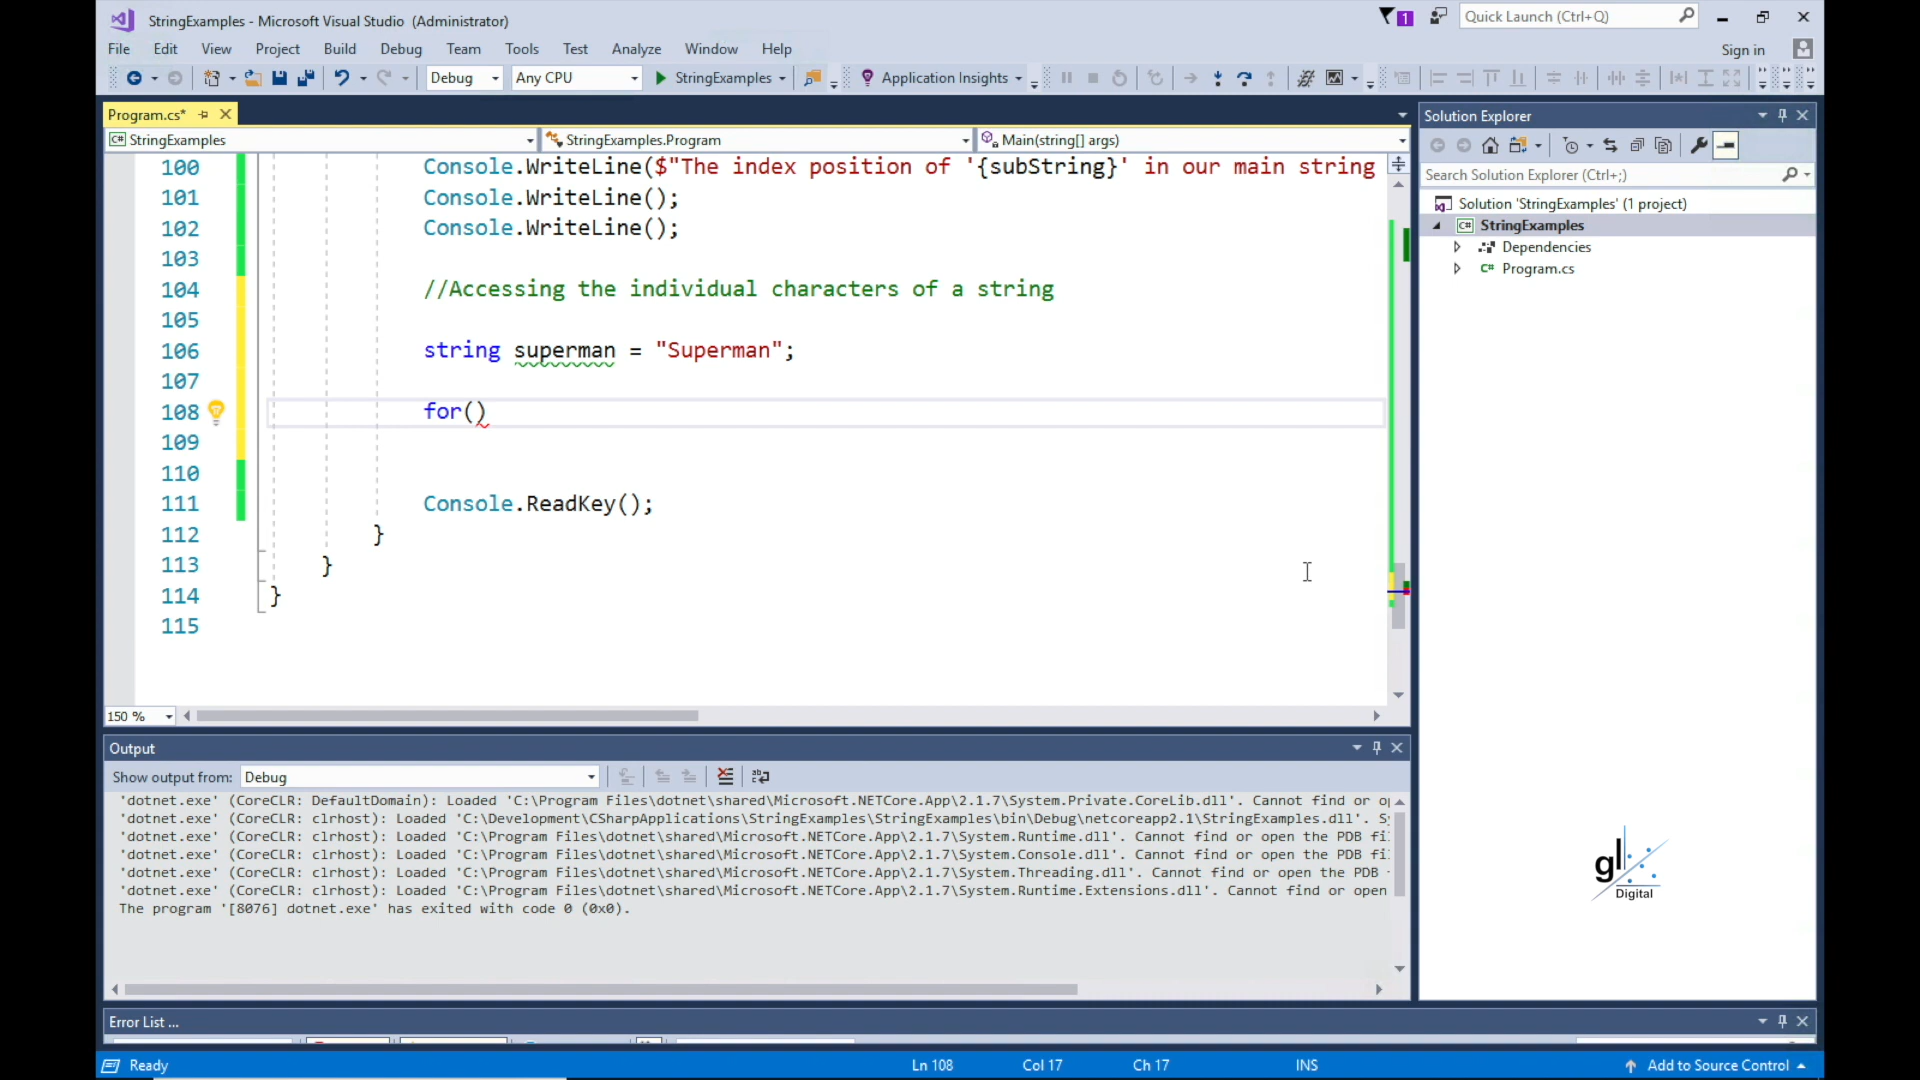 StringExamples - Microsoft Visual Studio (Administrator)
1
Quick Launch (Ctrl+Q)
File Edit View Project Build Debug Team Tools Test Analyze Window Help
Sign in
Debug Any CPU StringExamples Application Insights
Program.cs*
StringExamples StringExamples.Program Main(string[] args)
100 Console.WriteLine($"The index position of '{subString}' in our main string
101 Console.WriteLine();
102 Console.WriteLine();
103
104 //Accessing the individual characters of a string
105
106 string superman = "Superman";
107
108 for()
109
110
111 Console.ReadKey();
112 }
113 }
114 }
115
150 %
Solution Explorer
Search Solution Explorer (Ctrl+;)
Solution 'StringExamples' (1 project)
C# StringExamples
Dependencies
C# Program.cs
Output
Show output from: Debug
'dotnet.exe' (CoreCLR: DefaultDomain): Loaded 'C:\Program Files\dotnet\shared\Microsoft.NETCore.App\2.1.7\System.Private.CoreLib.dll'. Cannot find or
'dotnet.exe' (CoreCLR: clrhost): Loaded 'C:\Development\CSharpApplications\StringExamples\StringExamples\bin\Debug\netcoreapp2.1\StringExamples.dll'.
'dotnet.exe' (CoreCLR: clrhost): Loaded 'C:\Program Files\dotnet\shared\Microsoft.NETCore.App\2.1.7\System.Runtime.dll'. Cannot find or open the PDB
'dotnet.exe' (CoreCLR: clrhost): Loaded 'C:\Program Files\dotnet\shared\Microsoft.NETCore.App\2.1.7\System.Console.dll'. Cannot find or open the PDB
'dotnet.exe' (CoreCLR: clrhost): Loaded 'C:\Program Files\dotnet\shared\Microsoft.NETCore.App\2.1.7\System.Threading.dll'. Cannot find or open the PDB
'dotnet.exe' (CoreCLR: clrhost): Loaded 'C:\Program Files\dotnet\shared\Microsoft.NETCore.App\2.1.7\System.Runtime.Extensions.dll'. Cannot find or open
The program '[8076] dotnet.exe' has exited with code 0 (0x0).
gl
Digital
Error List ...
Ready Ln 108 Col 17 Ch 17 INS Add to Source Control